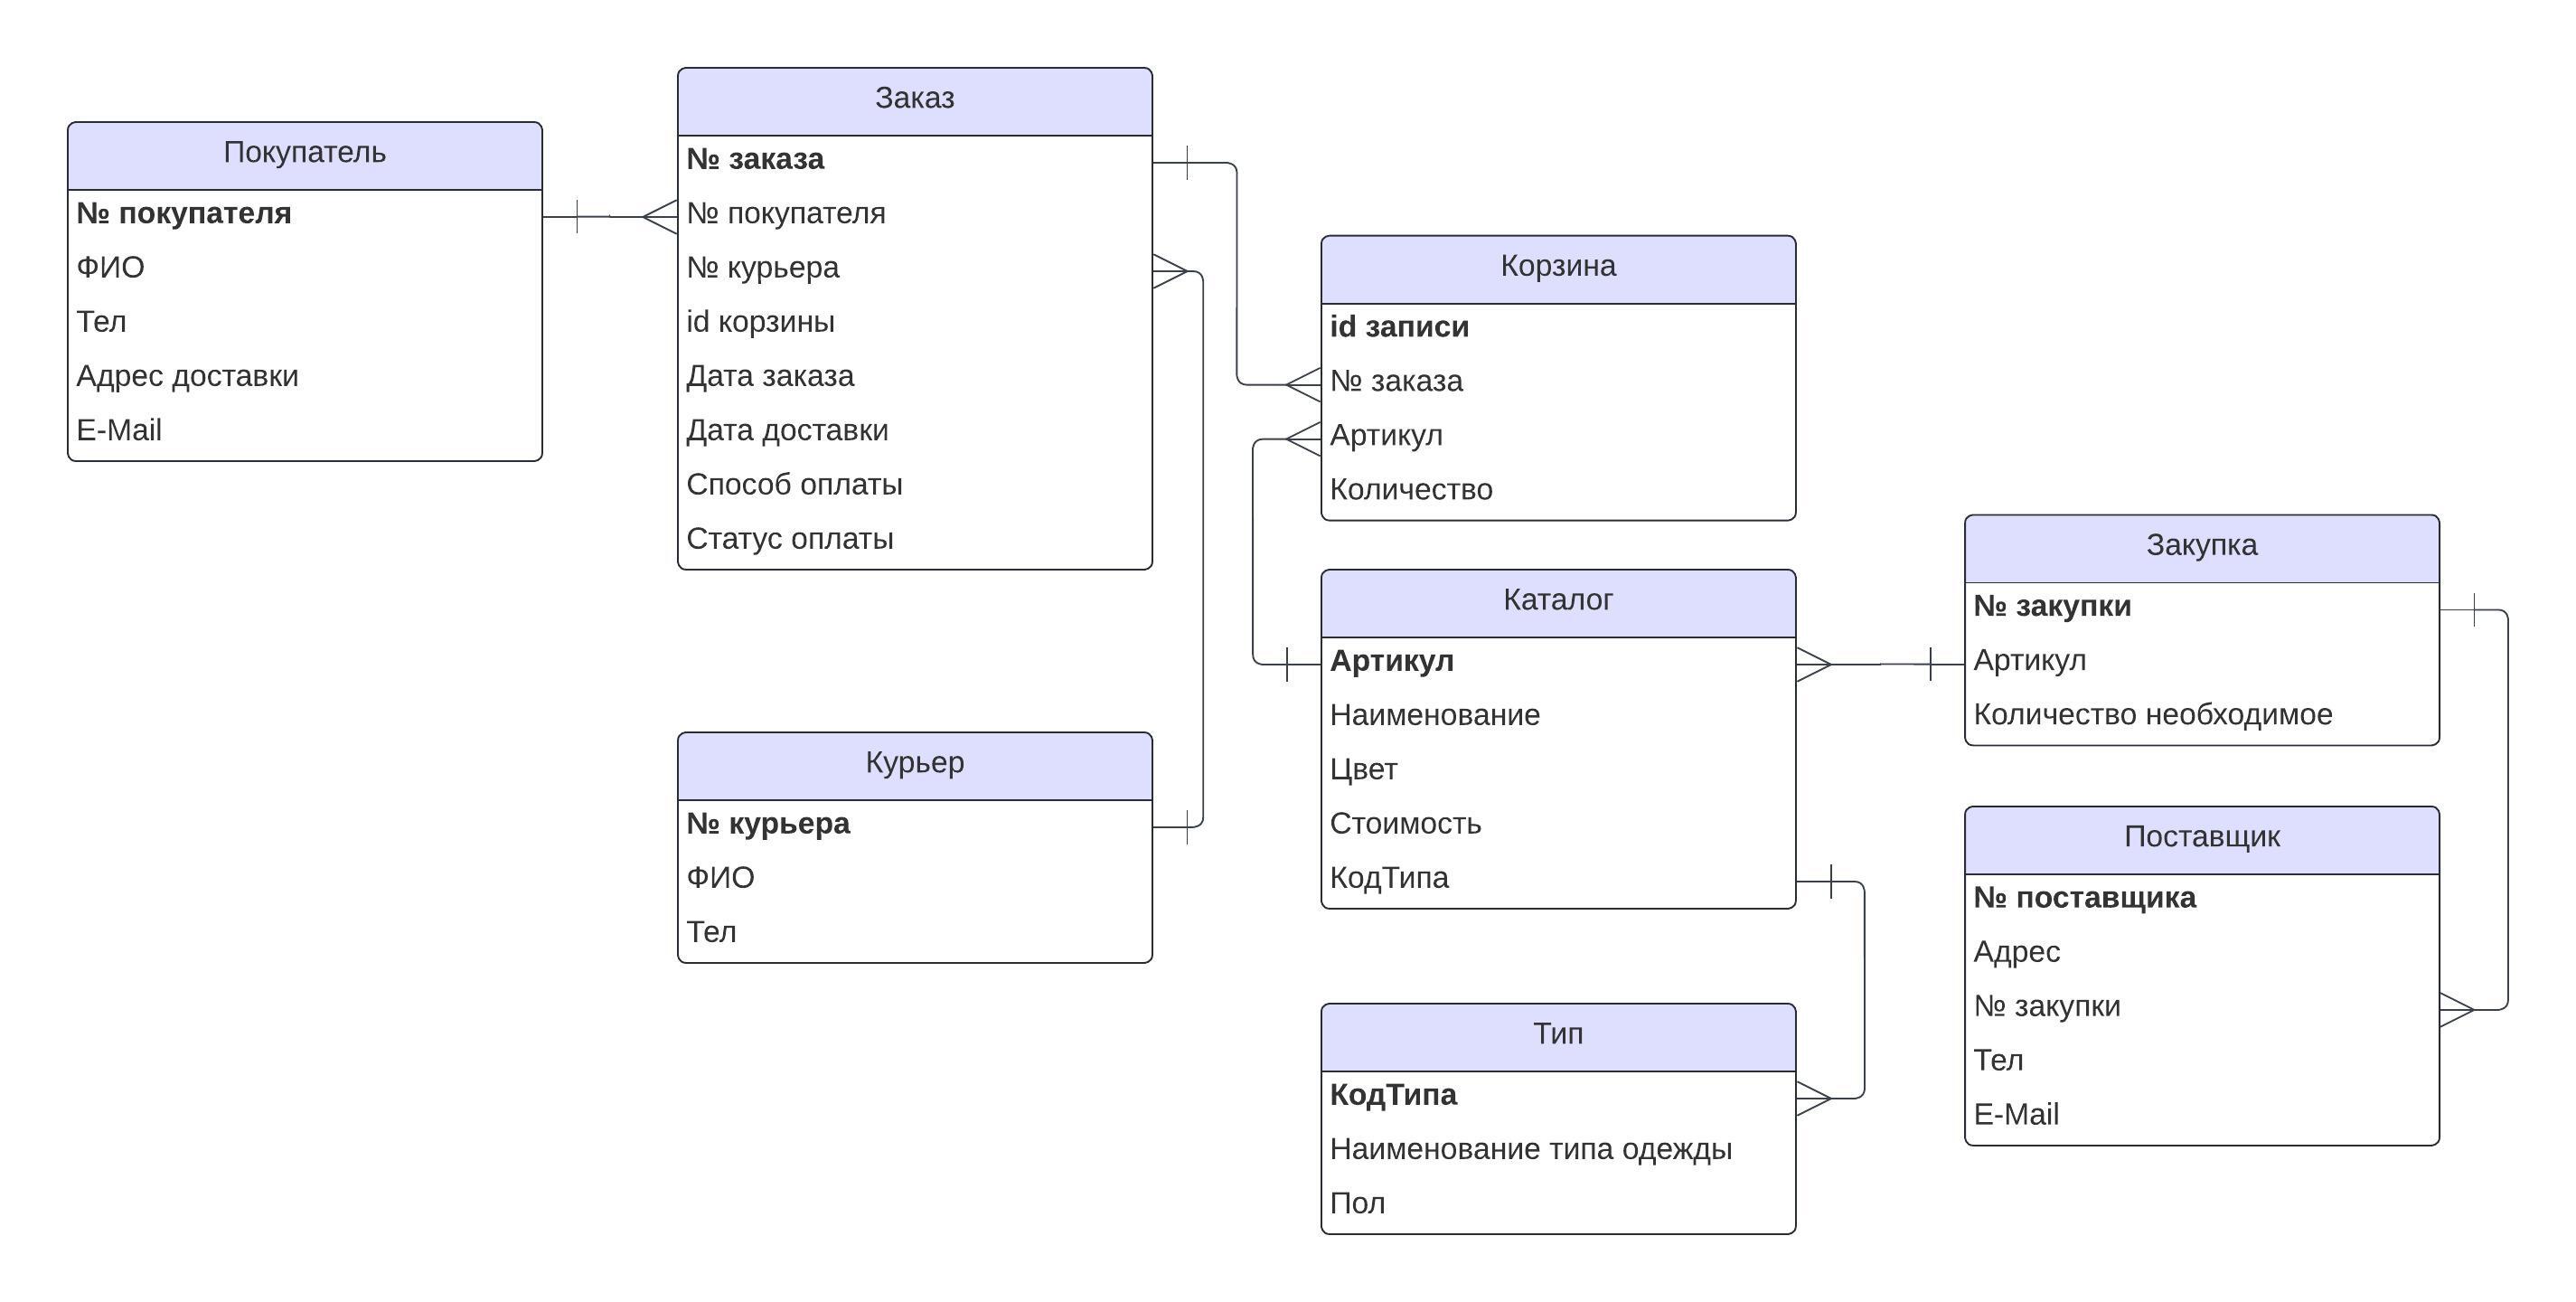 Покупатель
№ покупателя
ФИО
Тел
Адрес доставки
E-Mail
Заказ
№ заказа
№ покупателя
№ курьера
id корзины
Дата заказа
Дата доставки
Способ оплаты
Статус оплаты
Курьер
№ курьера
ФИО
Тел
Корзина
id записи
№ заказа
Артикул
Количество
Каталог
Артикул
Наименование
Цвет
Стоимость
КодТипа
Тип
КодТипа
Наименование типа одежды
Пол
Закупка
№ закупки
Артикул
Количество необходимое
Поставщик
№ поставщика
Адрес
№ закупки
Тел
E-Mail